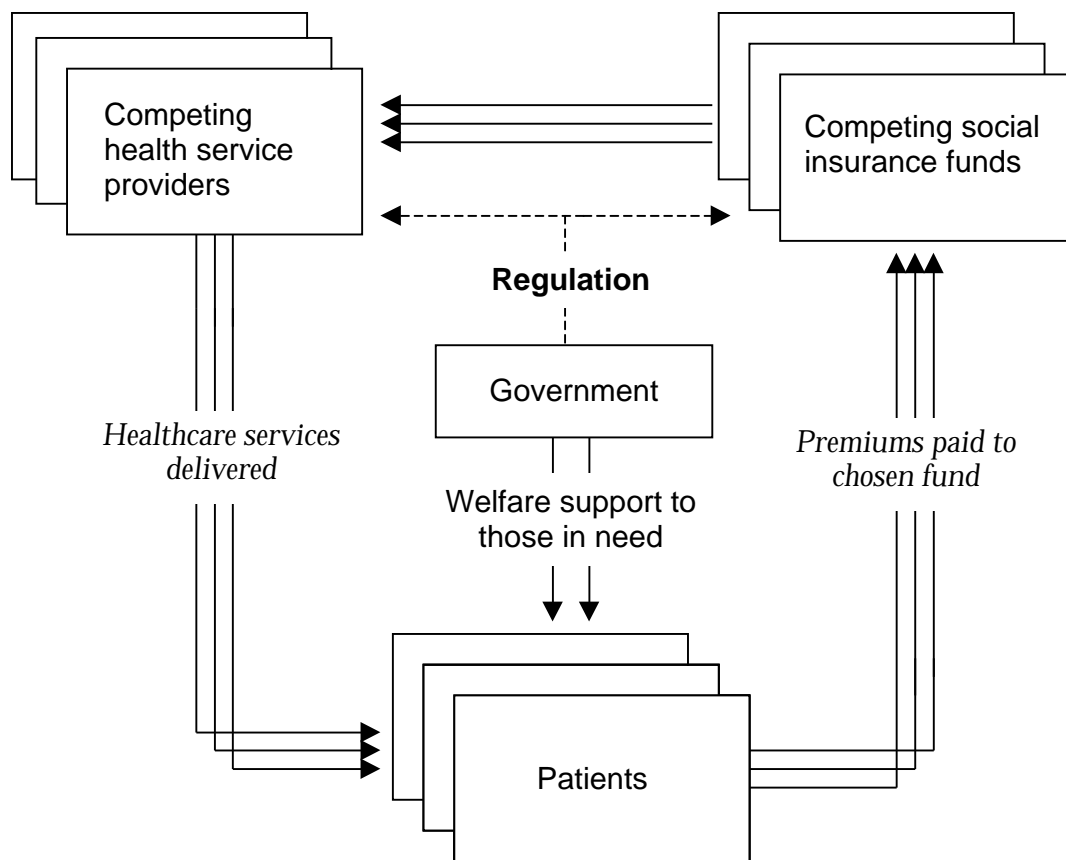 Competing
health service
providers
Competing social
insurance funds
Regulation
Government
Healthcare services
delivered
Premiums paid to
chosen fund
Welfare support to
those in need
Patients